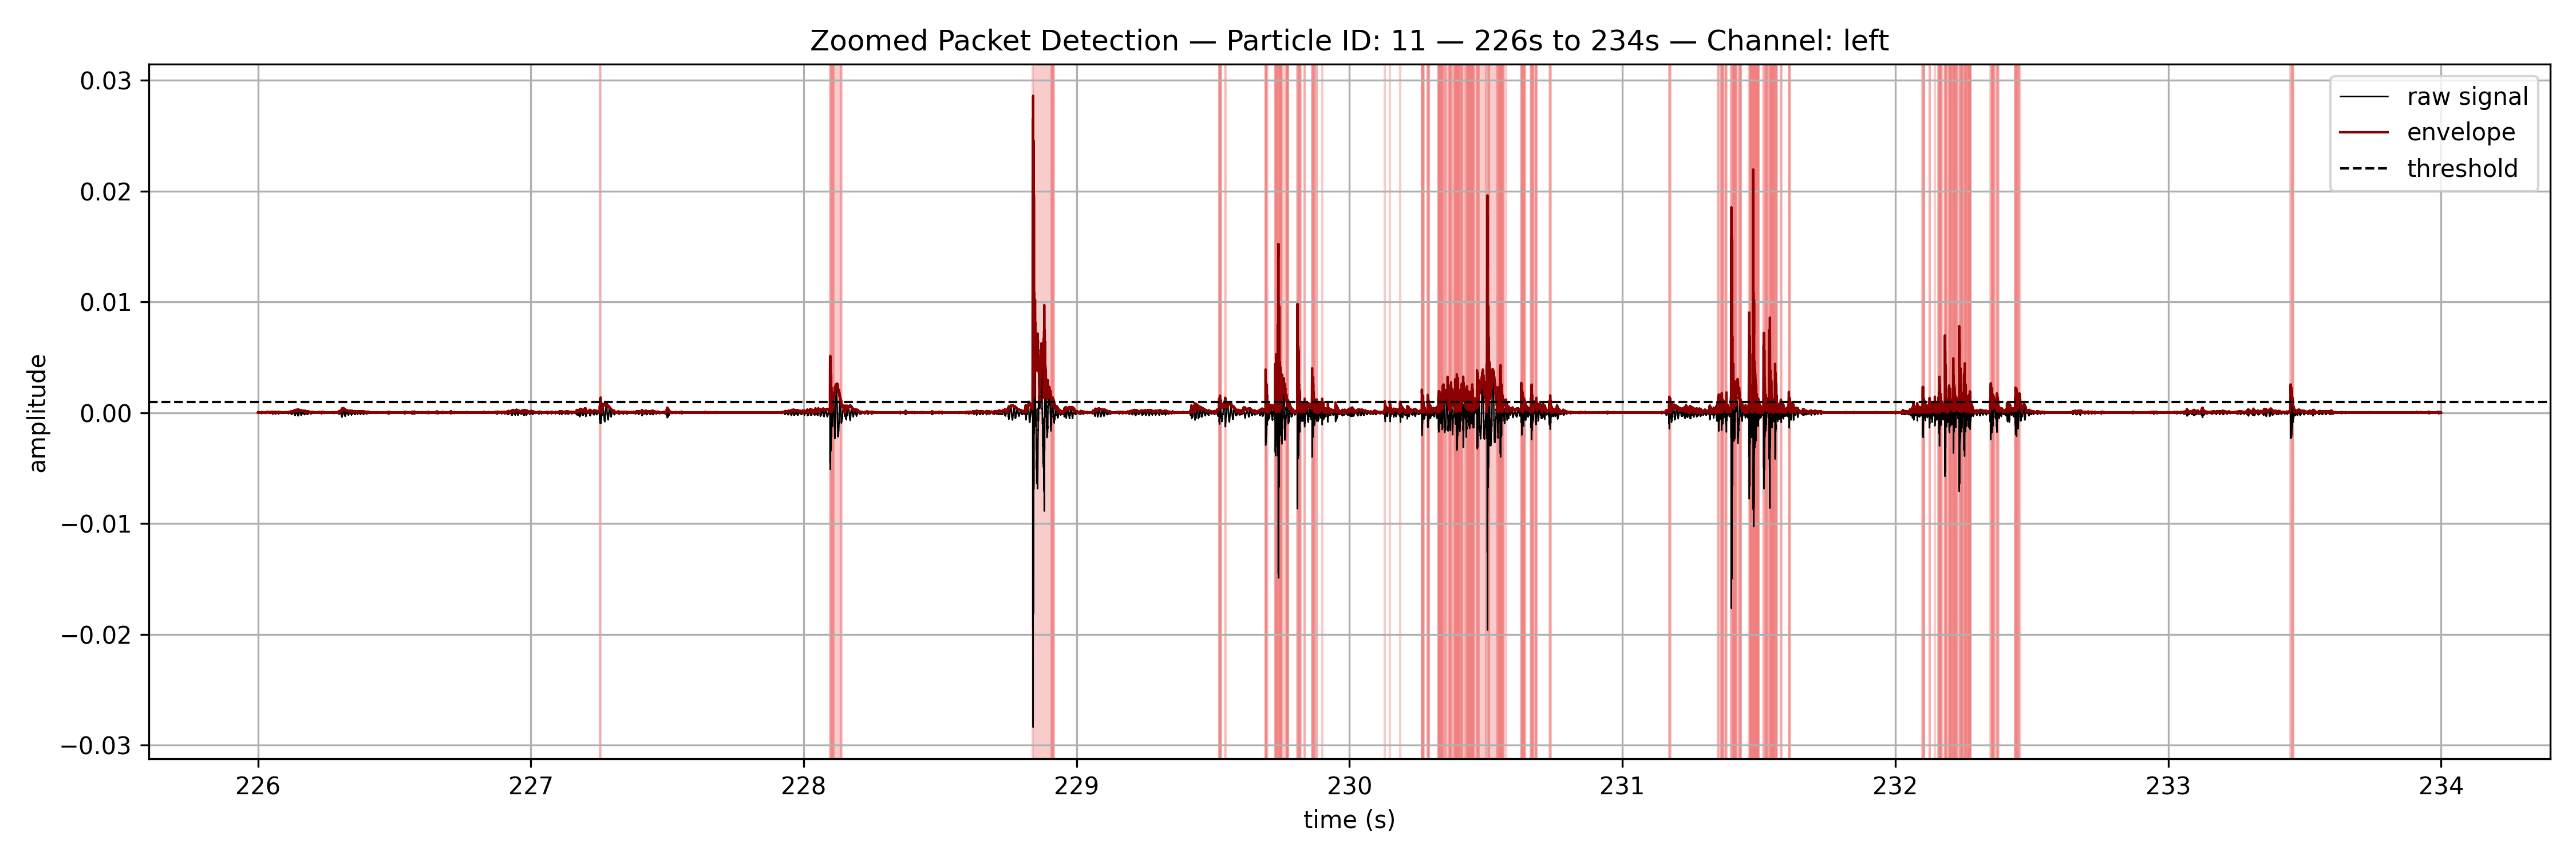 Zoomed Packet Detection — Particle ID: 11 — 226s to 234s — Channel: left
0.03
0.02
0.01
0.00
−0.01
−0.02
−0.03
amplitude
raw signal
envelope
threshold
226 227 228 229 230 231 232 233 234
time (s)